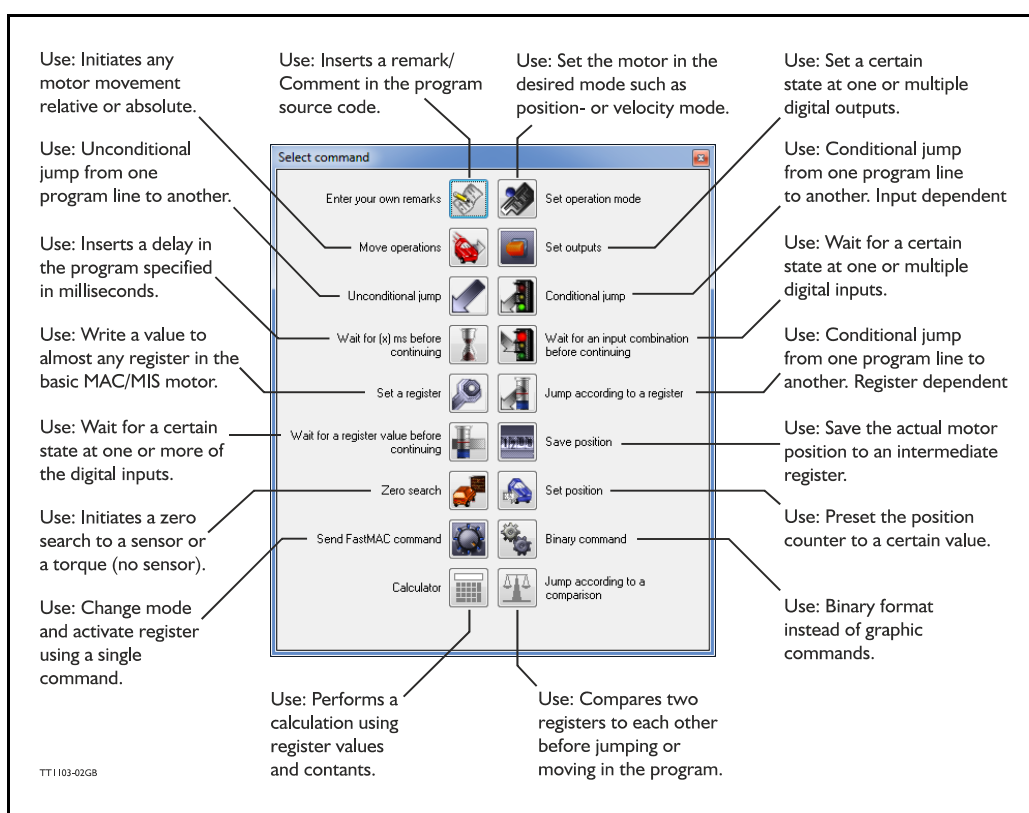 Use: Initiates any
motor movement
relative or absolute.
Use: Inserts a remark/
Comment in the program
source code.
Use: Set the motor in the
desired mode such as
position- or velocity mode.
Use: Set a certain
state at one or multiple
digital outputs.
Use: Unconditional
jump from one
program line to another.
Use: Inserts a delay in
the program specified
in milliseconds.
Use: Write a value to
almost any register in the
basic MAC/MIS motor.
Use: Wait for a certain
state at one or more of
the digital inputs.
Use: Initiates a zero
search to a sensor or
a torque (no sensor).
Use: Change mode
and activate register
using a single
command.
Select command
Enter your own remarks
Set operation mode
Move operations
Set outputs
Unconditional jump
Conditional jump
Wait for (x) ms before
continuing
Wait for an input combination
before continuing
Set a register
Jump according to a register
Wait for a register value before
continuing
Save position
Zero search
Set position
Send FastMAC command
Binary command
Calculator
Jump according to a
comparison
Use: Conditional jump
from one program line
to another. Input dependent
Use: Wait for a certain
state at one or multiple
digital inputs.
Use: Conditional jump
from one program line to
another. Register dependent
Use: Save the actual motor
position to an intermediate
register.
Use: Preset the position
counter to a certain value.
Use: Binary format
instead of graphic
commands.
Use: Performs a
calculation using
register values
and contants.
Use: Compares two
registers to each other
before jumping or
moving in the program.
TT1103-02GB